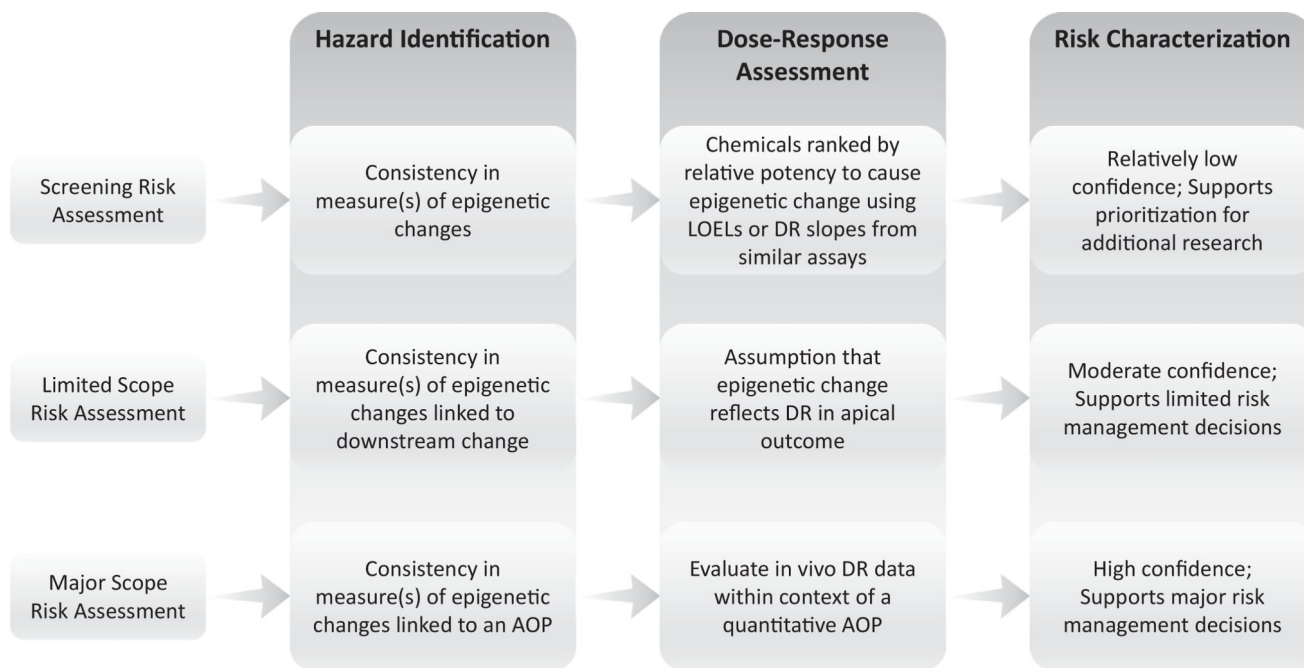 Hazard Identification
Dose-Response
Assessment
Risk Characterization
Screening Risk
Assessment
Consistency in
measure(s) of epigenetic
changes
Chemicals ranked by
relative potency to cause
epigenetic change using
LOELs or DR slopes from
similar assays
Relatively low
confidence; Supports
prioritization for
additional research
Limited Scope
Risk Assessment
Consistency in
measure(s) of epigenetic
changes linked to
downstream change
Assumption that
epigenetic change
reflects DR in apical
outcome
Moderate confidence;
Supports limited risk
management decisions
Major Scope
Risk Assessment
Consistency in
measure(s) of epigenetic
changes linked to an AOP
Evaluate in vivo DR data
within context of a
quantitative AOP
High confidence;
Supports major risk
management decisions